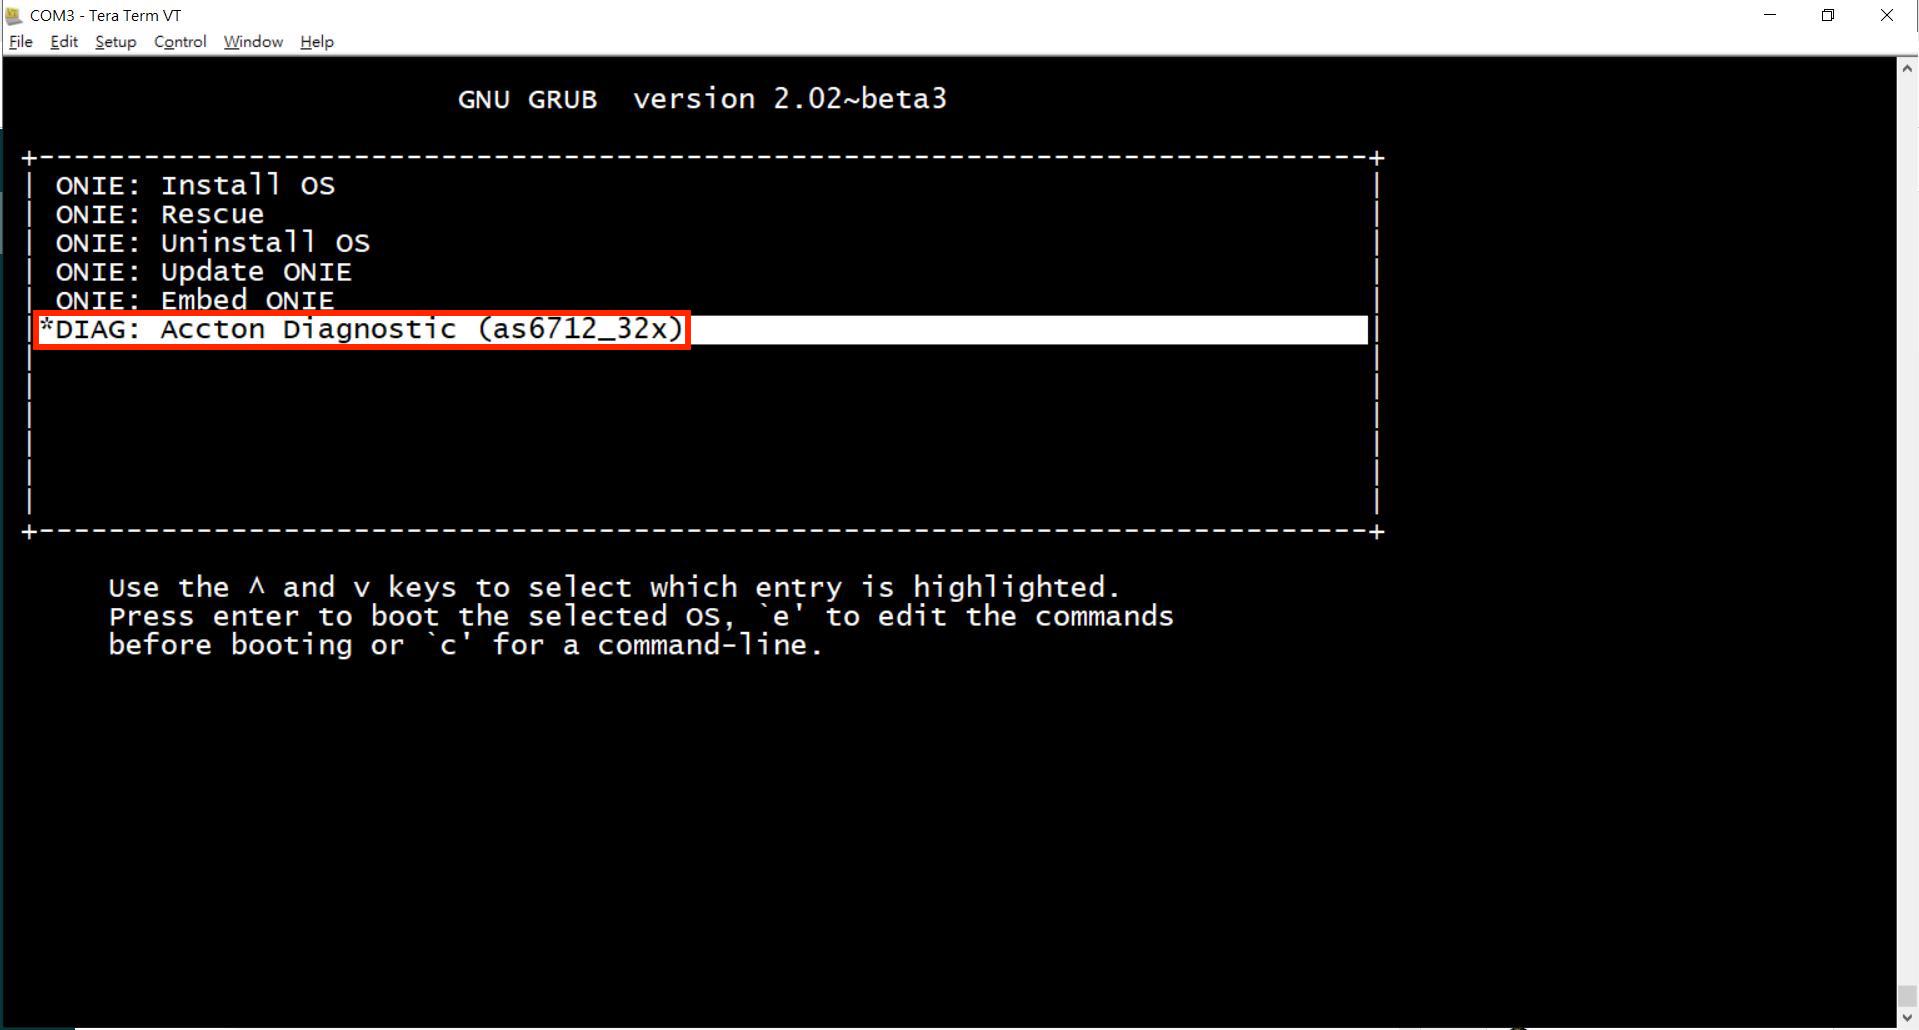 COM3 - Tera Term VT
File Edit Setup Control Window Help
GNU GRUB  version 2.02~beta3
+----------------------------------------------------------------------------+
| ONIE: Install OS |
| ONIE: Rescue |
| ONIE: Uninstall OS |
| ONIE: Update ONIE |
| ONIE: Embed ONIE |
|*DIAG: Accton Diagnostic (as6712_32x) |
+----------------------------------------------------------------------------+
Use the ^ and v keys to select which entry is highlighted.
Press enter to boot the selected OS, `e' to edit the commands
before booting or `c' for a command-line.